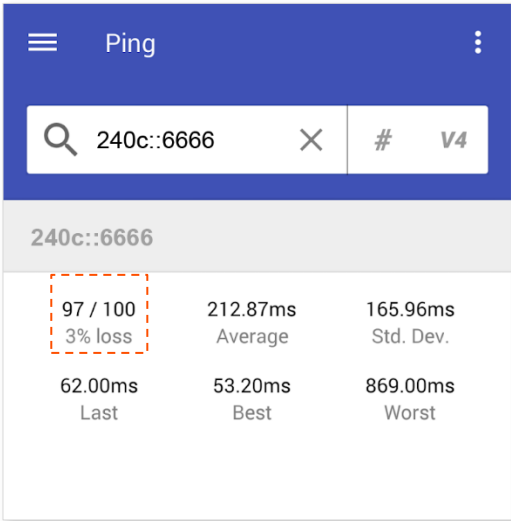 Ping
240c::6666 # V4
240c::6666
97 / 100 212.87ms 165.96ms
3% loss Average Std. Dev.
62.00ms 53.20ms 869.00ms
Last Best Worst